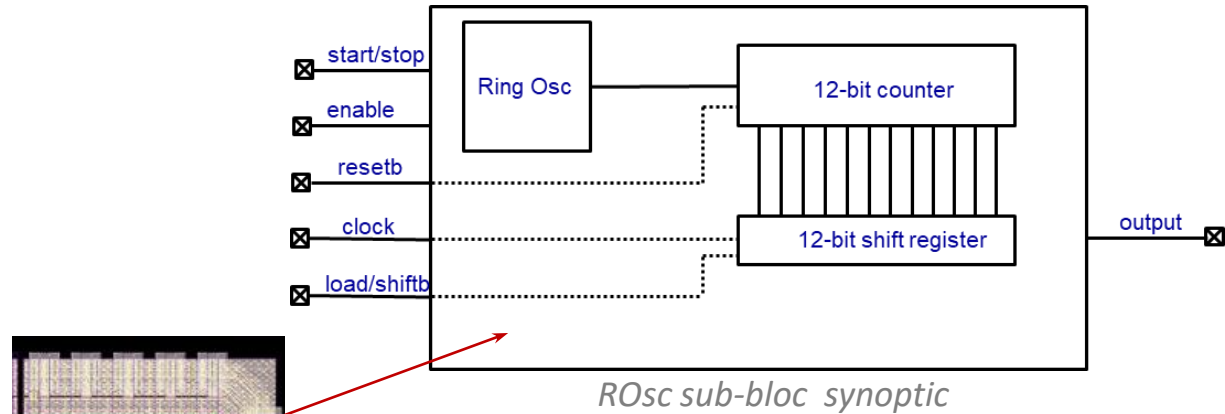 start/stop
Ring Osc
12-bit counter
enable
resetb
clock
12-bit shift register
output
load/shiftb
ROsc sub-bloc synoptic